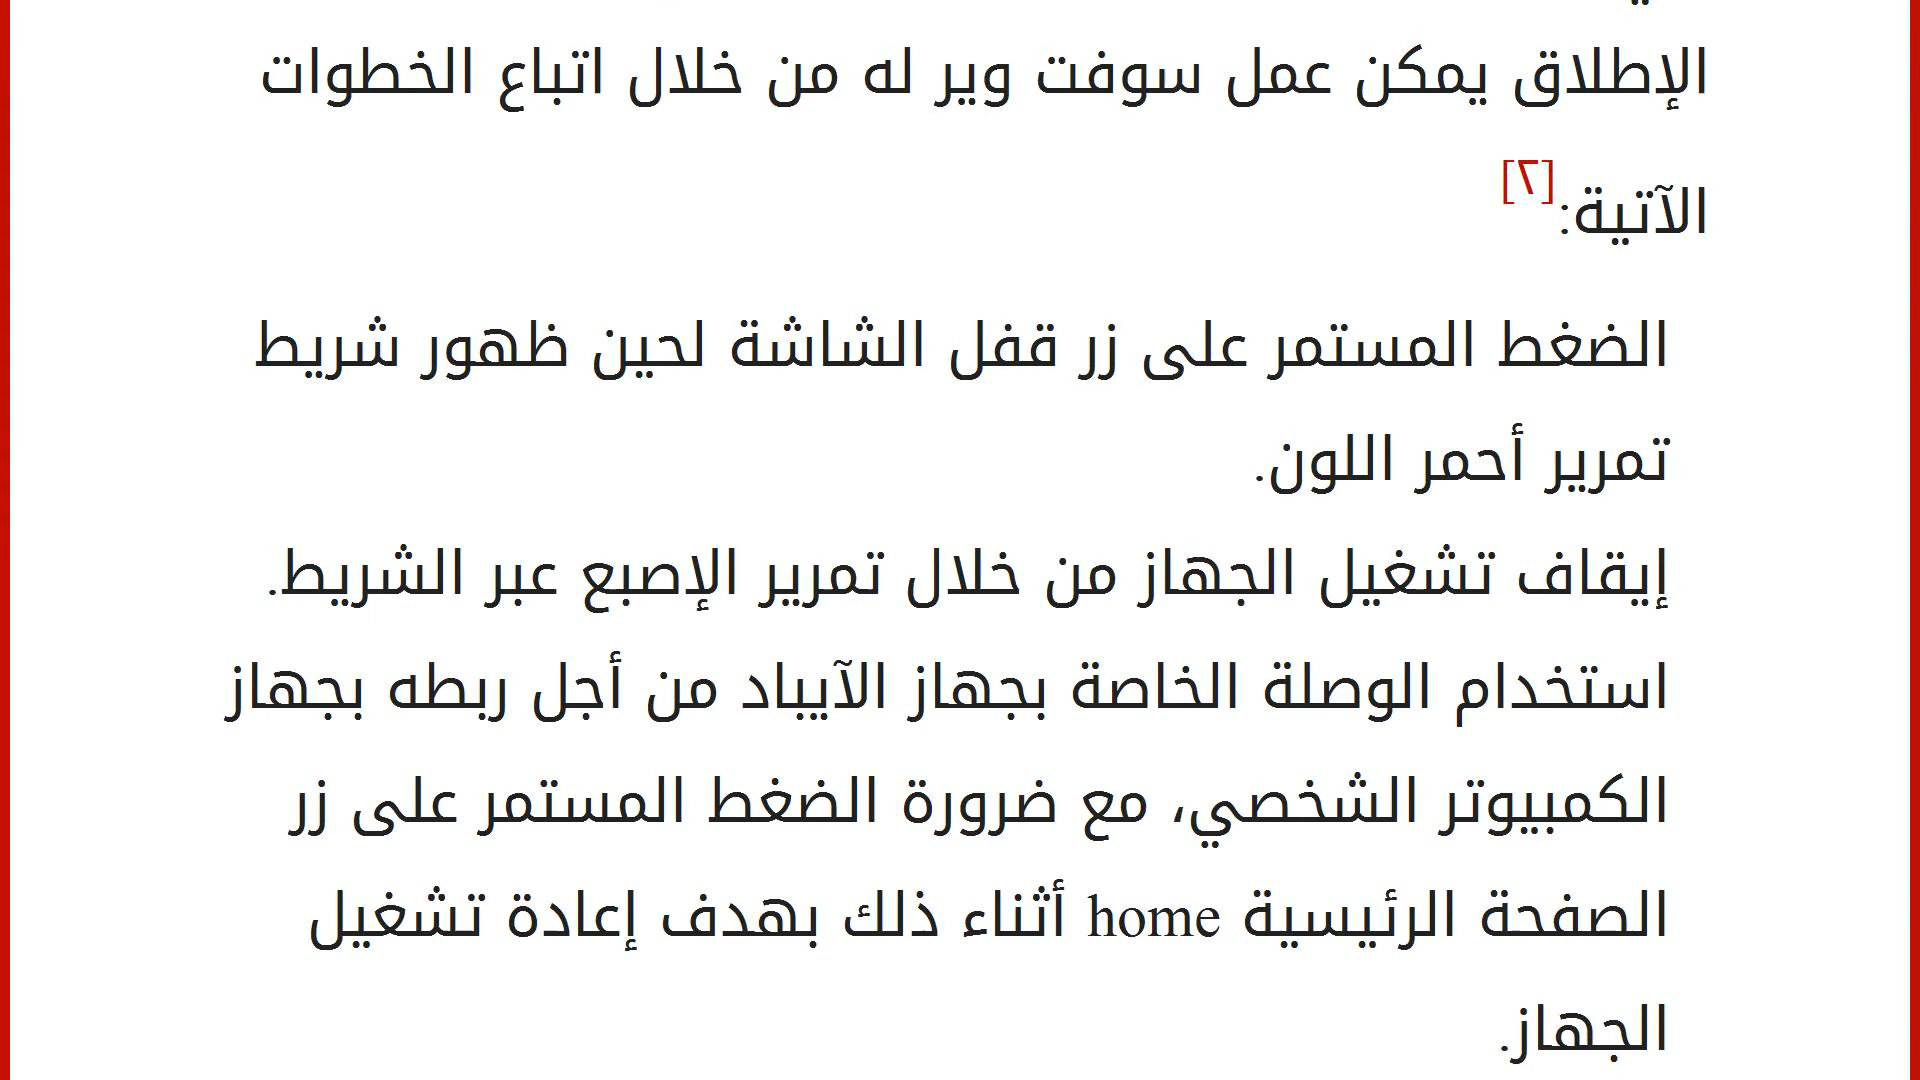 الإطلاق يمكن عمل سوفت وير له من خلال اتباع الخطوات
الآتية:[٢]
الضغط المستمر على زر قفل الشاشة لحين ظهور شريط
تمرير أحمر اللون.
إيقاف تشغيل الجهاز من خلال تمرير الإصبع عبر الشريط.
استخدام الوصلة الخاصة بجهاز الآيباد من أجل ربطه بجهاز
الكمبيوتر الشخصي، مع ضرورة الضغط المستمر على زر
الصفحة الرئيسية home أثناء ذلك بهدف إعادة تشغيل
الجهاز.